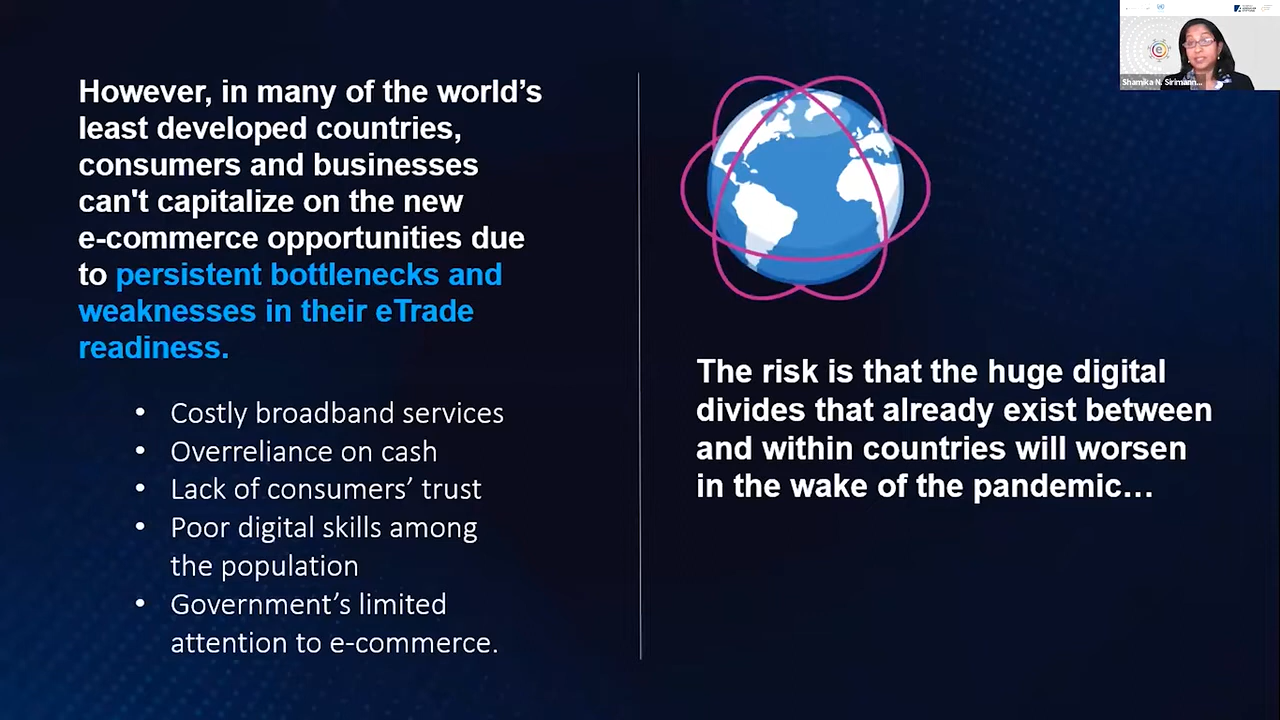 However, in many of the world’s
least developed countries,
consumers and businesses
can't capitalize on the new
e-commerce opportunities due
to persistent bottlenecks and
weaknesses in their eTrade
readiness.
• Costly broadband services
• Overreliance on cash
• Lack of consumers’ trust
• Poor digital skills among
the population
• Government’s limited
attention to e-commerce.
The risk is that the huge digital
divides that already exist between
and within countries will worsen
in the wake of the pandemic…
Shamika N. Sirimann...